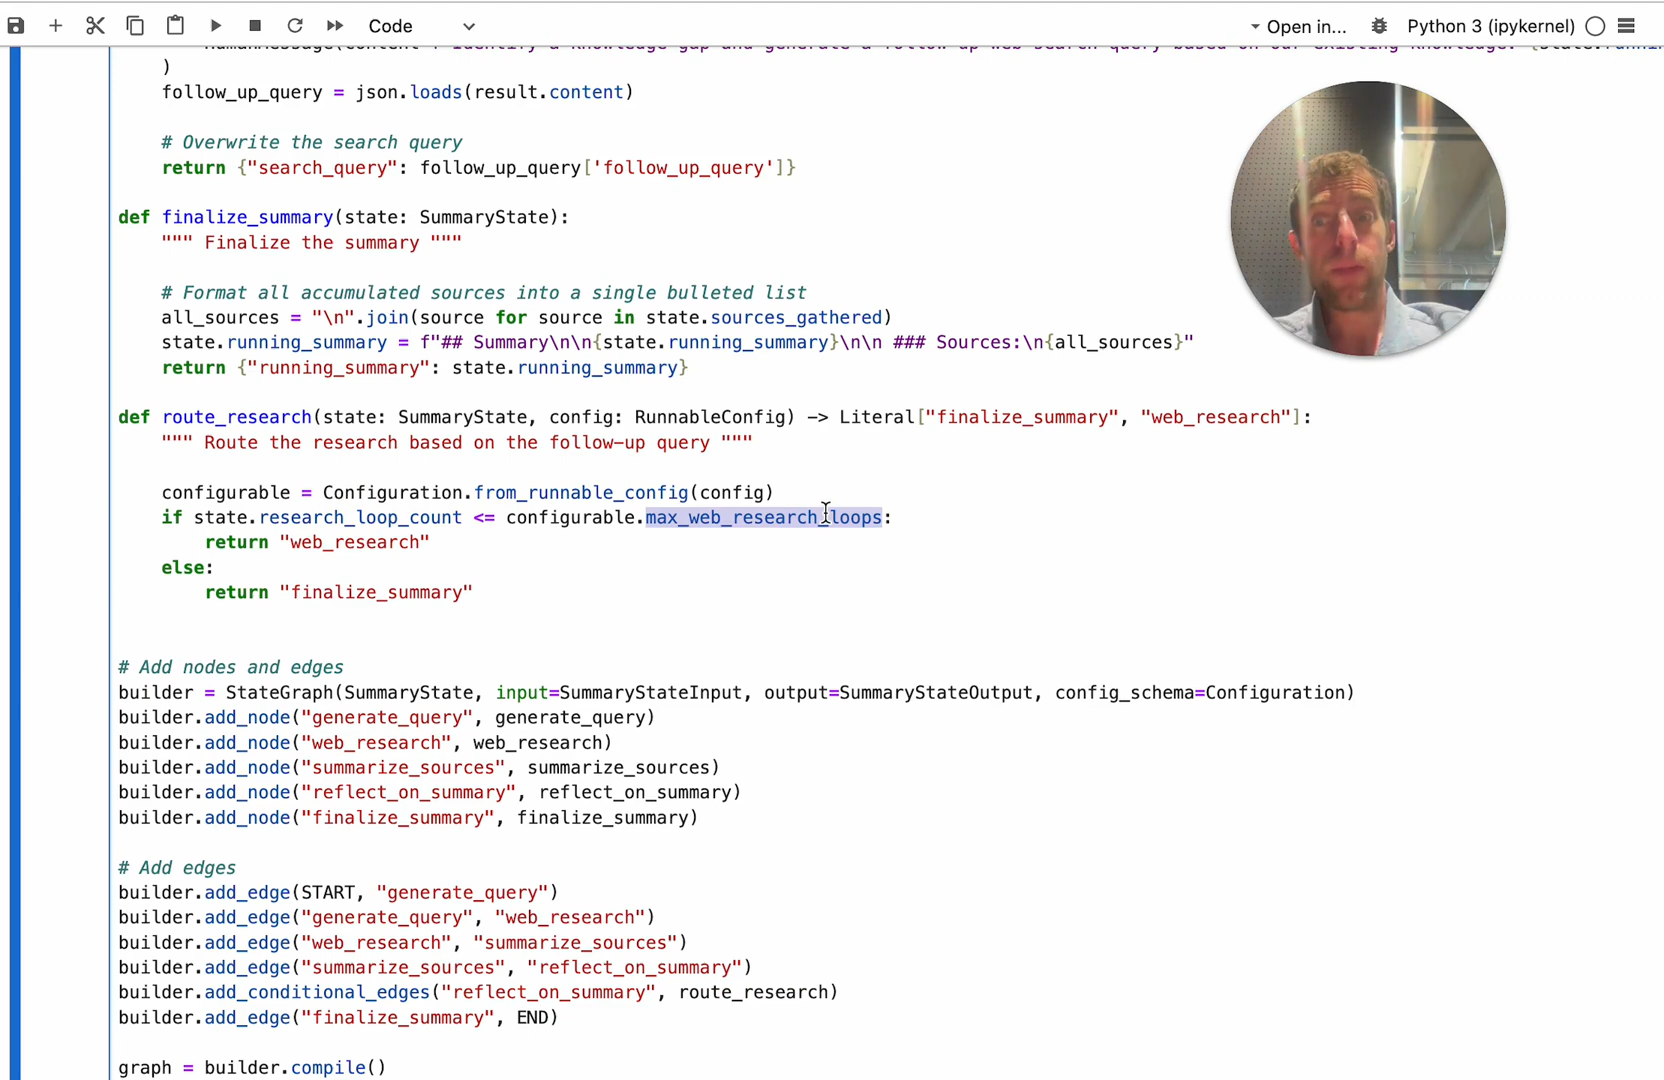 Code
Open in...
Python 3 (ipykernel)
)
follow_up_query = json.loads(result.content)
# Overwrite the search query
return {"search_query": follow_up_query['follow_up_query']}
def finalize_summary(state: SummaryState):
""" Finalize the summary """
# Format all accumulated sources into a single bulleted list
all_sources = "\n".join(source for source in state.sources_gathered)
state.running_summary = f"## Summary\n\n{state.running_summary}\n\n ### Sources:\n{all_sources}"
return {"running_summary": state.running_summary}
def route_research(state: SummaryState, config: RunnableConfig) -> Literal["finalize_summary", "web_research"]:
""" Route the research based on the follow-up query """
configurable = Configuration.from_runnable_config(config)
if state.research_loop_count <= configurable.max_web_research_loops:
return "web_research"
else:
return "finalize_summary"
# Add nodes and edges
builder = StateGraph(SummaryState, input=SummaryStateInput, output=SummaryStateOutput, config_schema=Configuration)
builder.add_node("generate_query", generate_query)
builder.add_node("web_research", web_research)
builder.add_node("summarize_sources", summarize_sources)
builder.add_node("reflect_on_summary", reflect_on_summary)
builder.add_node("finalize_summary", finalize_summary)
# Add edges
builder.add_edge(START, "generate_query")
builder.add_edge("generate_query", "web_research")
builder.add_edge("web_research", "summarize_sources")
builder.add_edge("summarize_sources", "reflect_on_summary")
builder.add_conditional_edges("reflect_on_summary", route_research)
builder.add_edge("finalize_summary", END)
graph = builder.compile()